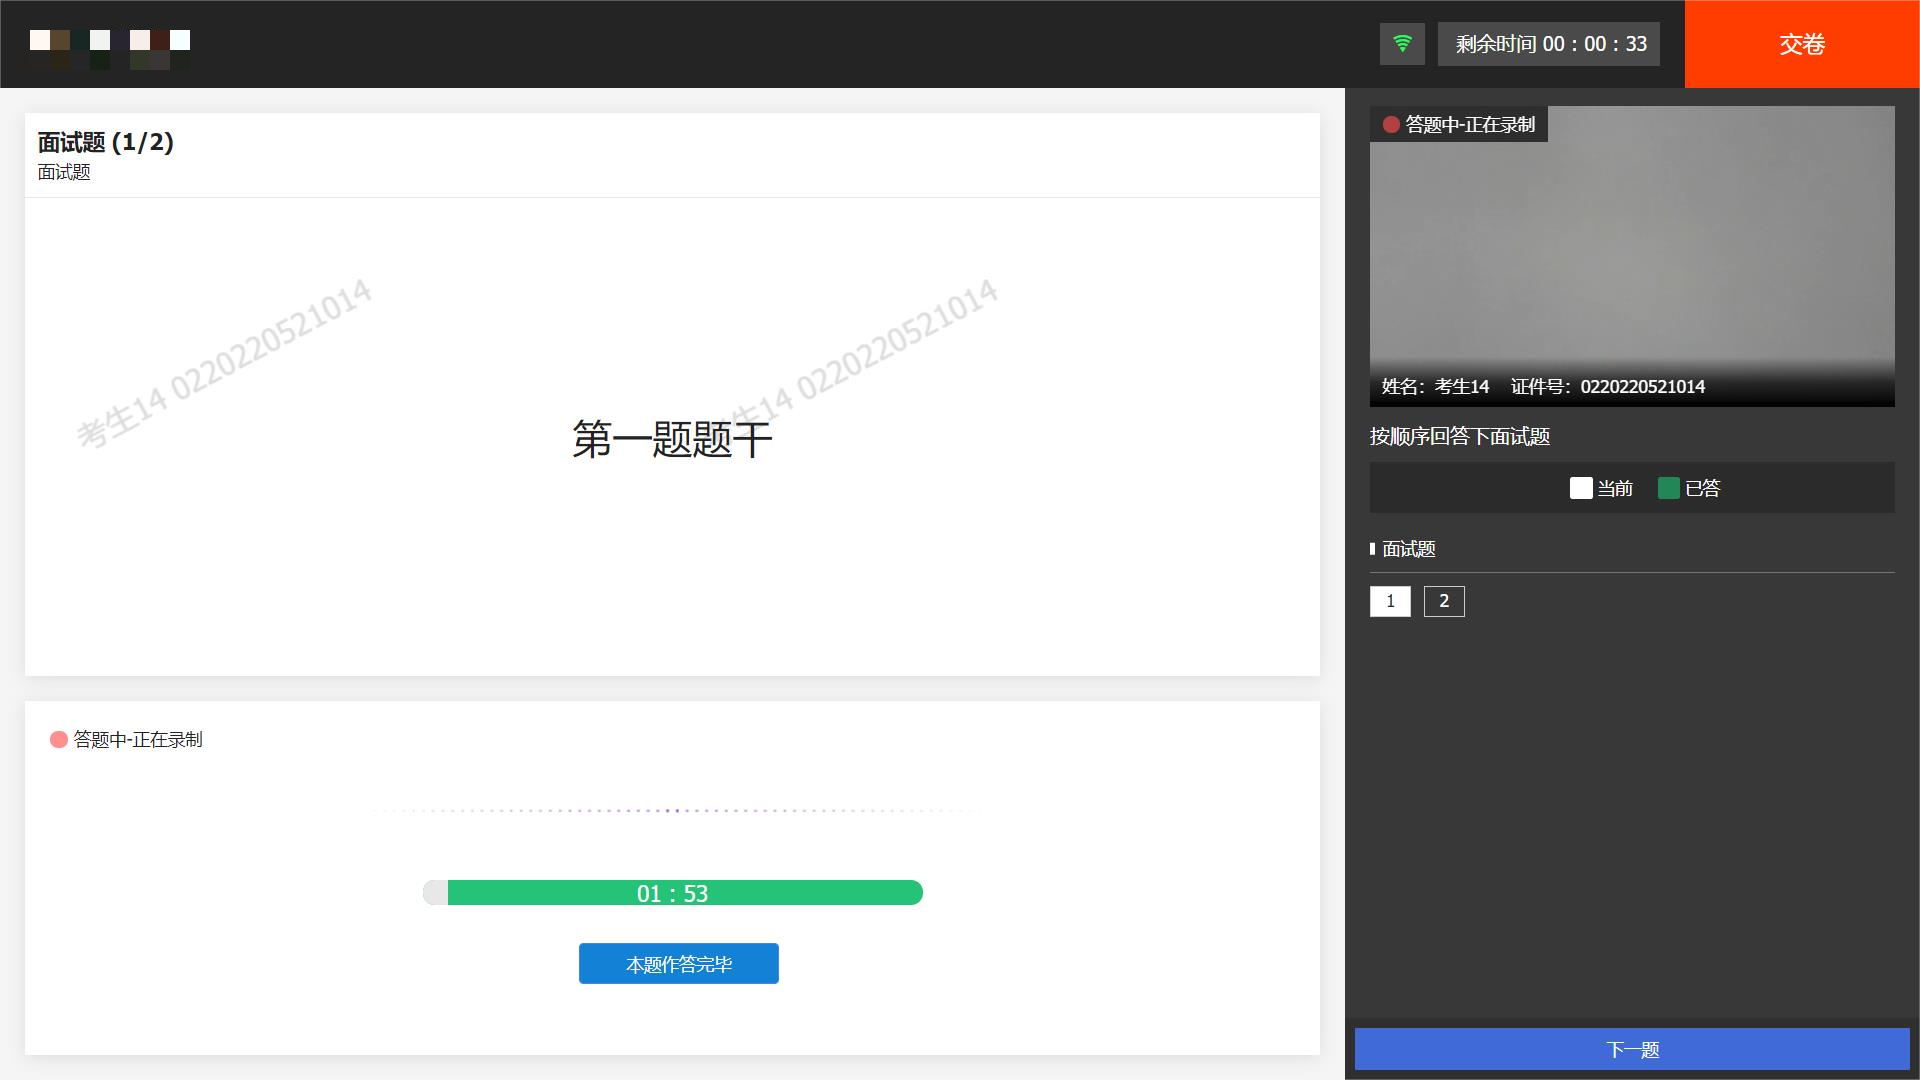 剩余时间 00 : 00 : 33
交卷
面试题 (1/2)
面试题
考生14 0220220521014
考生14 0220220521014
第一题题干
答题中-正在录制
01 : 53
本题作答完毕
答题中-正在录制
姓名：考生14 证件号：0220220521014
按顺序回答下面试题
当前 已答
面试题
1 2
下一题